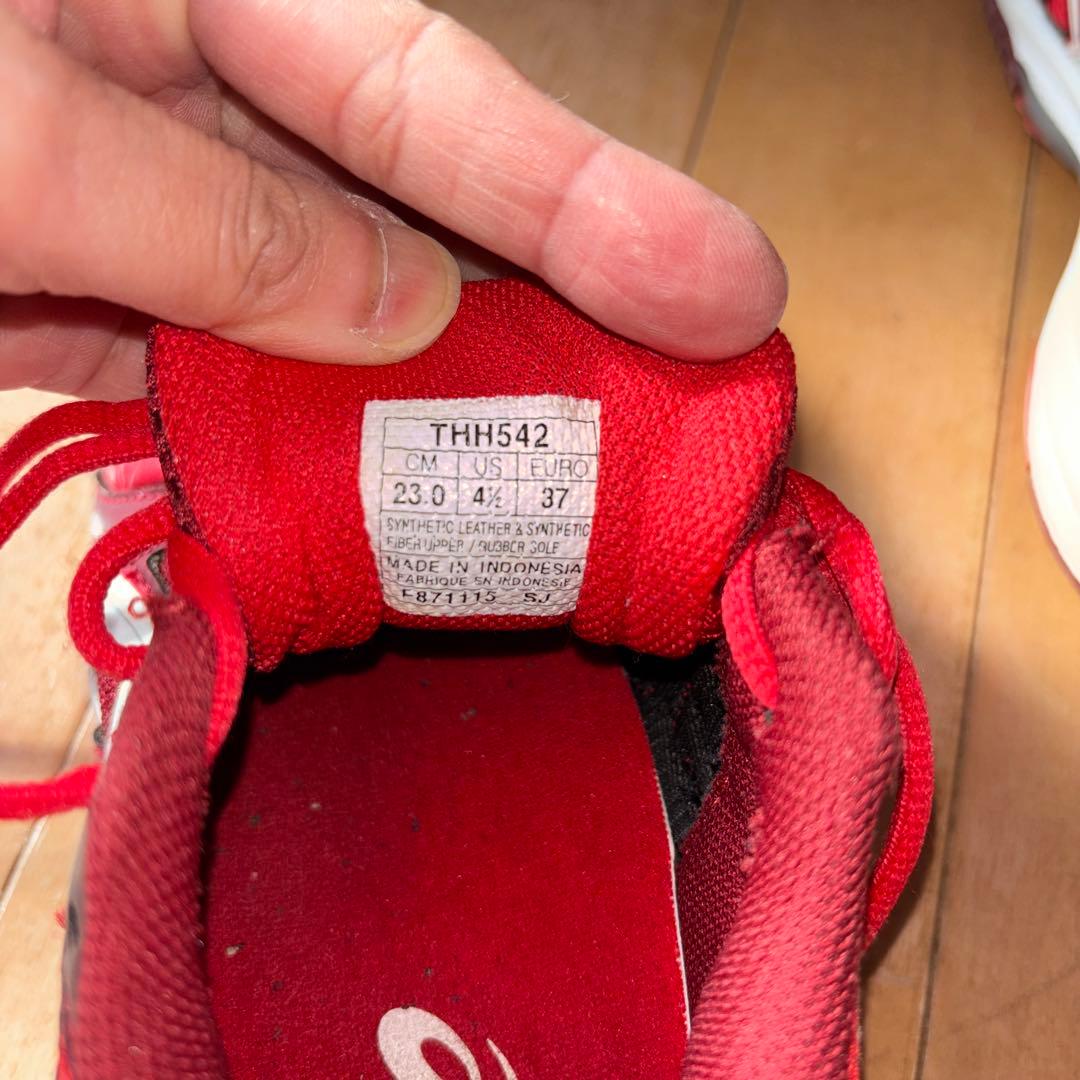 THH542
CM US EURO
23.0 4½ 37
SYNTHETIC LEATHER & SYNTHETIC
FIBER UPPER / RUBBER SOLE
MADE IN INDONESIA
FABRIQUE EN INDONESIE
F871115 SJ